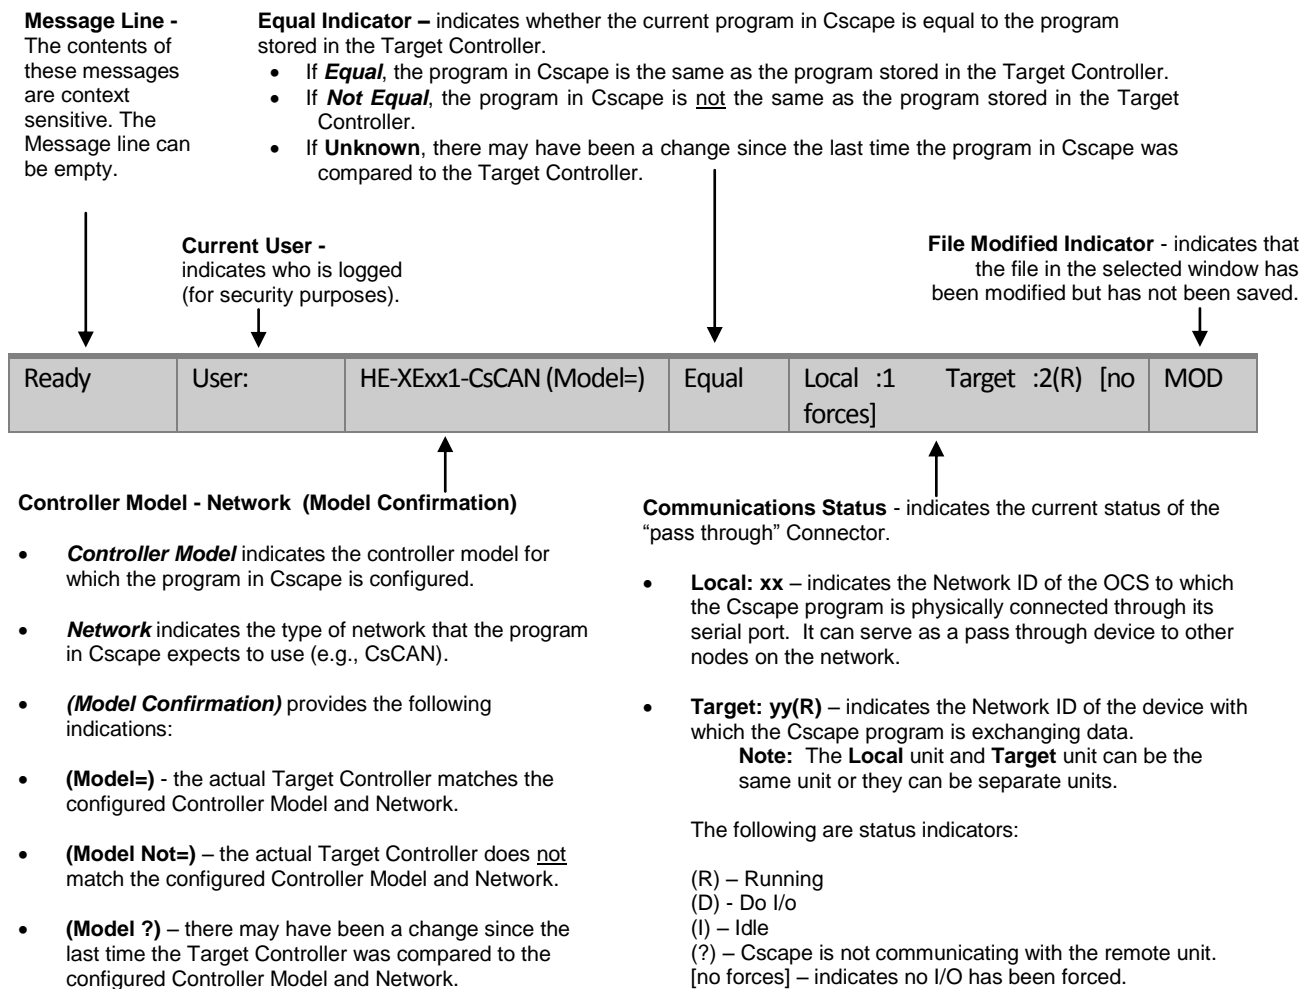 Message Line -
The contents of
these messages
are context
sensitive. The
Message line can
be empty.
Equal Indicator – indicates whether the current program in Cscape is equal to the program
stored in the Target Controller.
• If Equal, the program in Cscape is the same as the program stored in the Target Controller.
• If Not Equal, the program in Cscape is not the same as the program stored in the Target
Controller.
• If Unknown, there may have been a change since the last time the program in Cscape was
compared to the Target Controller.
Current User -
indicates who is logged
(for security purposes).
File Modified Indicator - indicates that
the file in the selected window has
been modified but has not been saved.
Ready
User:
HE-XExx1-CsCAN (Model=)
Equal
Local :1 Target :2(R) [no
forces]
MOD
Controller Model - Network (Model Confirmation)
• Controller Model indicates the controller model for
which the program in Cscape is configured.
• Network indicates the type of network that the program
in Cscape expects to use (e.g., CsCAN).
• (Model Confirmation) provides the following
indications:
• (Model=) - the actual Target Controller matches the
configured Controller Model and Network.
• (Model Not=) – the actual Target Controller does not
match the configured Controller Model and Network.
• (Model ?) – there may have been a change since the
last time the Target Controller was compared to the
configured Controller Model and Network.
Communications Status - indicates the current status of the
“pass through” Connector.
• Local: xx – indicates the Network ID of the OCS to which
the Cscape program is physically connected through its
serial port. It can serve as a pass through device to other
nodes on the network.
• Target: yy(R) – indicates the Network ID of the device with
which the Cscape program is exchanging data.
Note: The Local unit and Target unit can be the
same unit or they can be separate units.
The following are status indicators:
(R) – Running
(D) - Do I/o
(I) – Idle
(?) – Cscape is not communicating with the remote unit.
[no forces] – indicates no I/O has been forced.